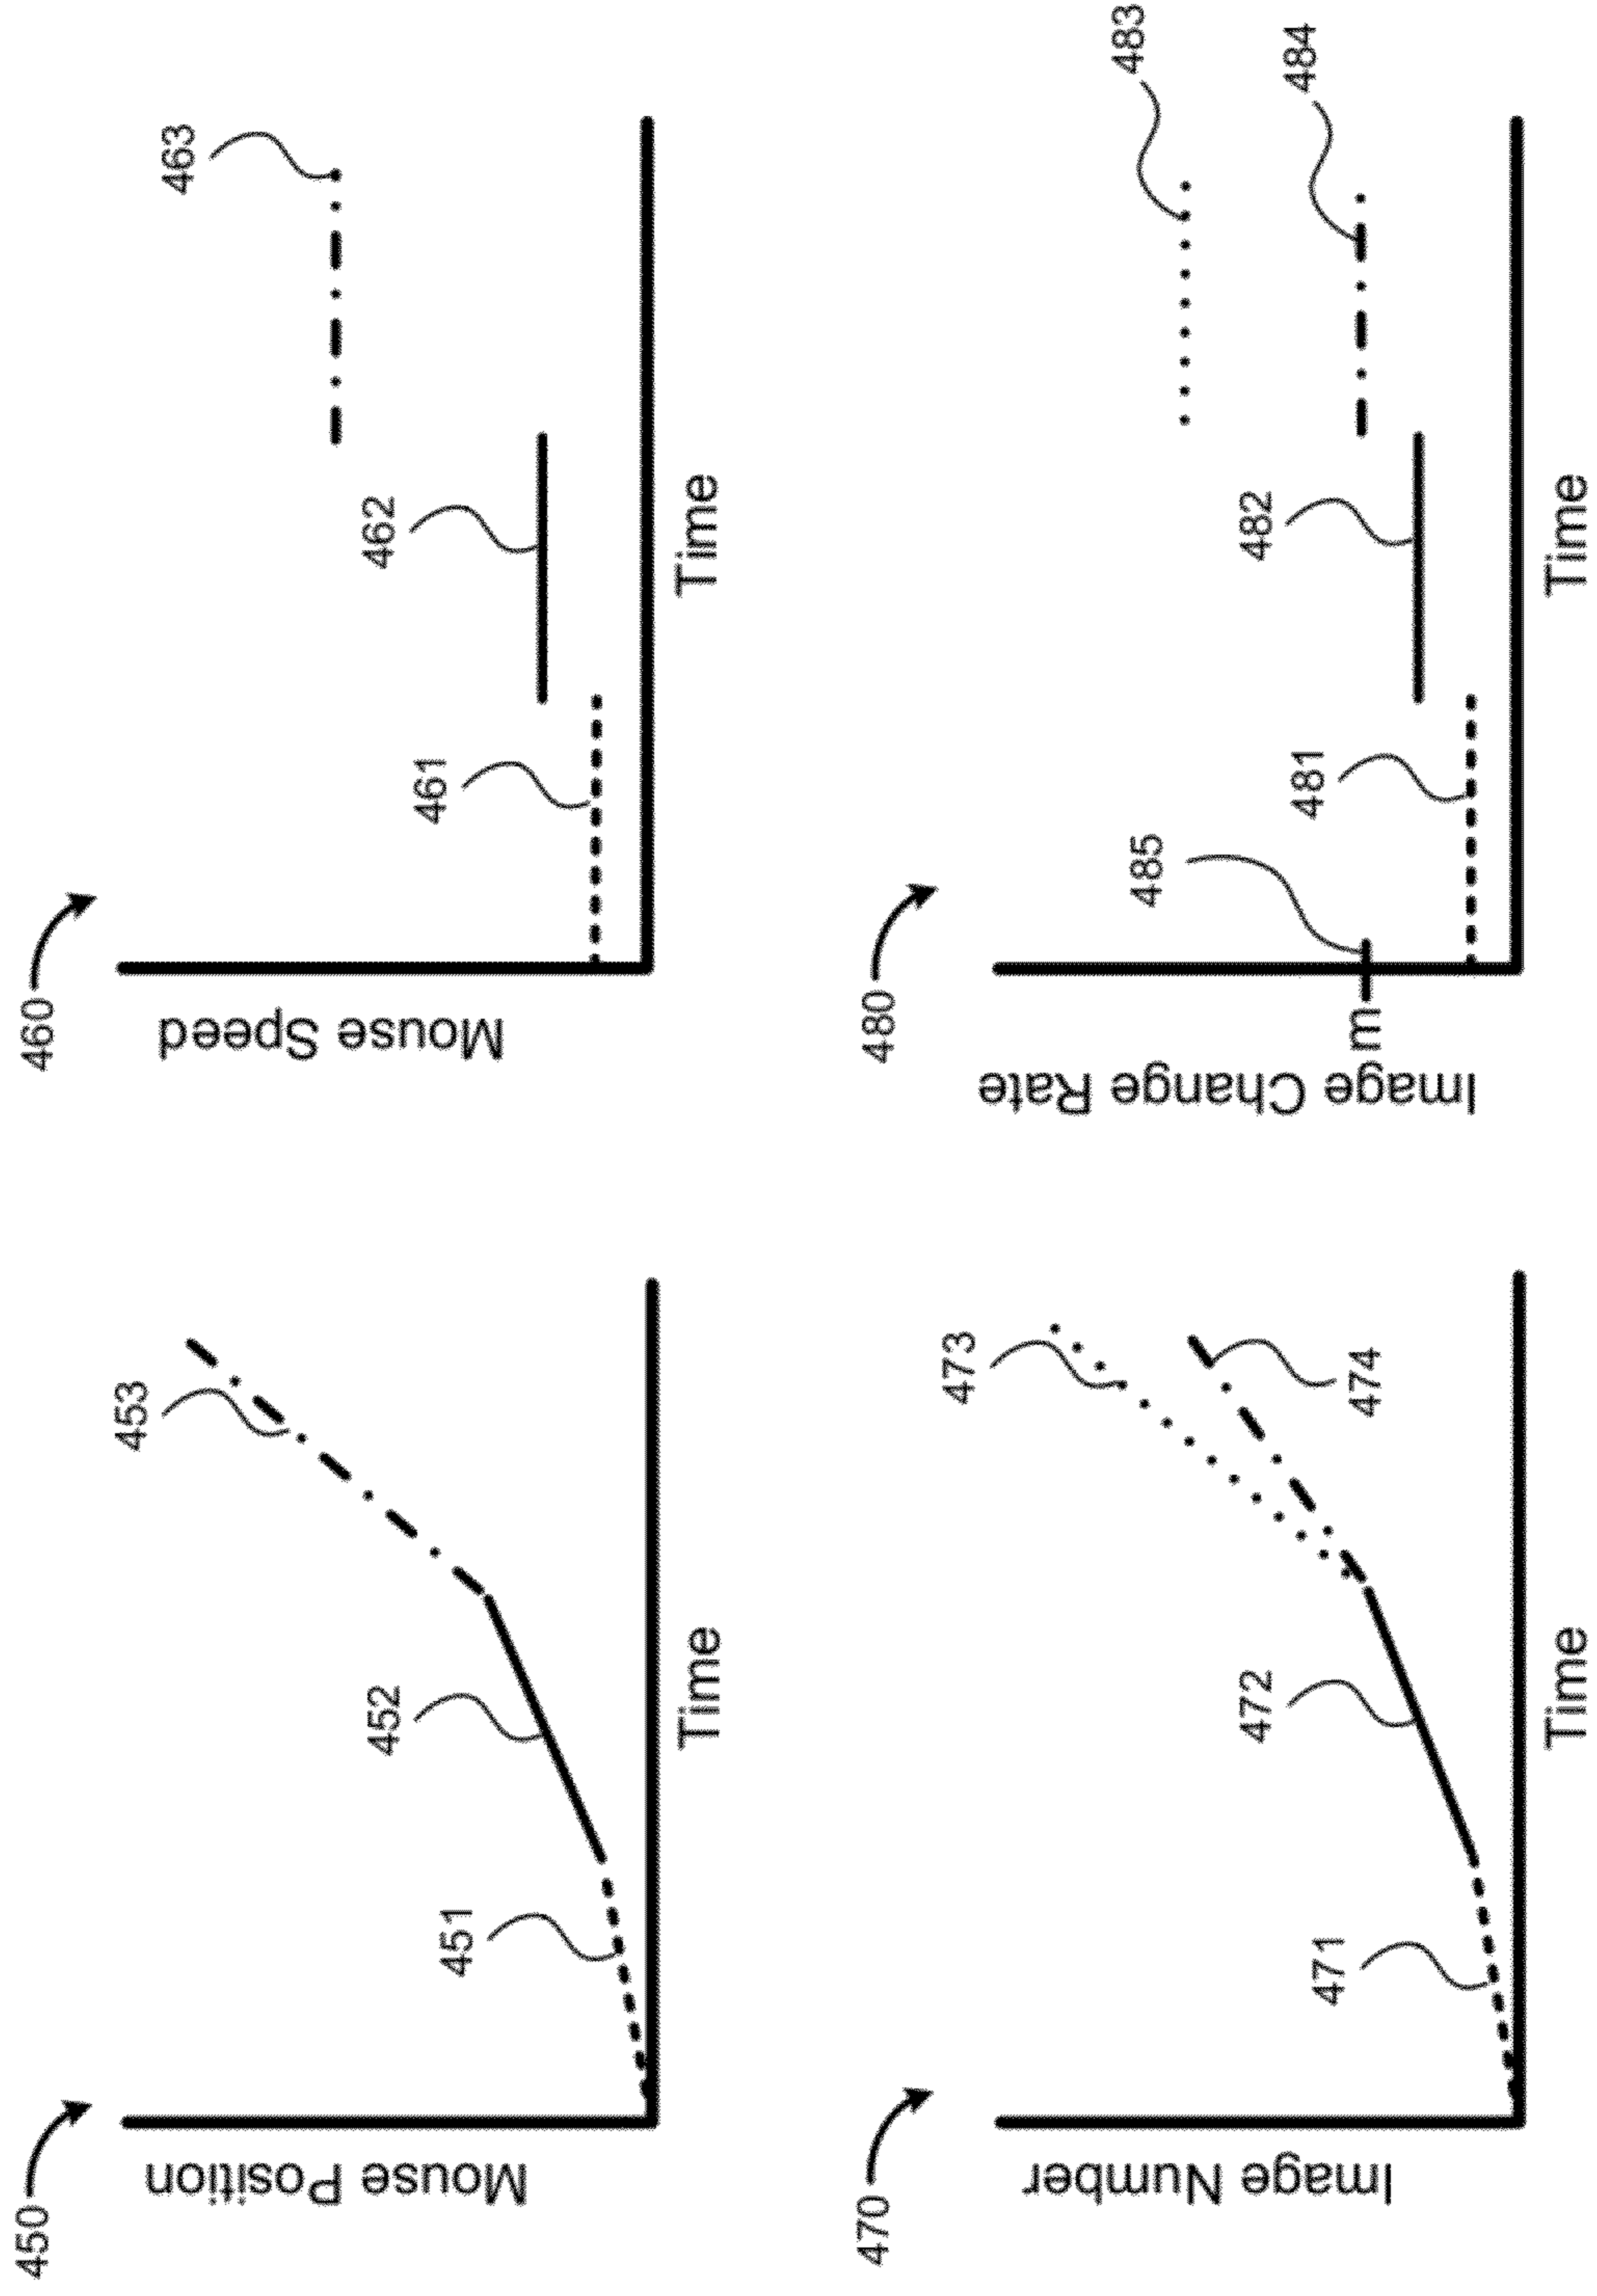 450
Mouse Position
451
452
453
Time
460
Mouse Speed
461
462
463
Time
470
Image Number
471
472
473
474
Time
480
Image Change Rate
m
485
481
482
483
484
Time